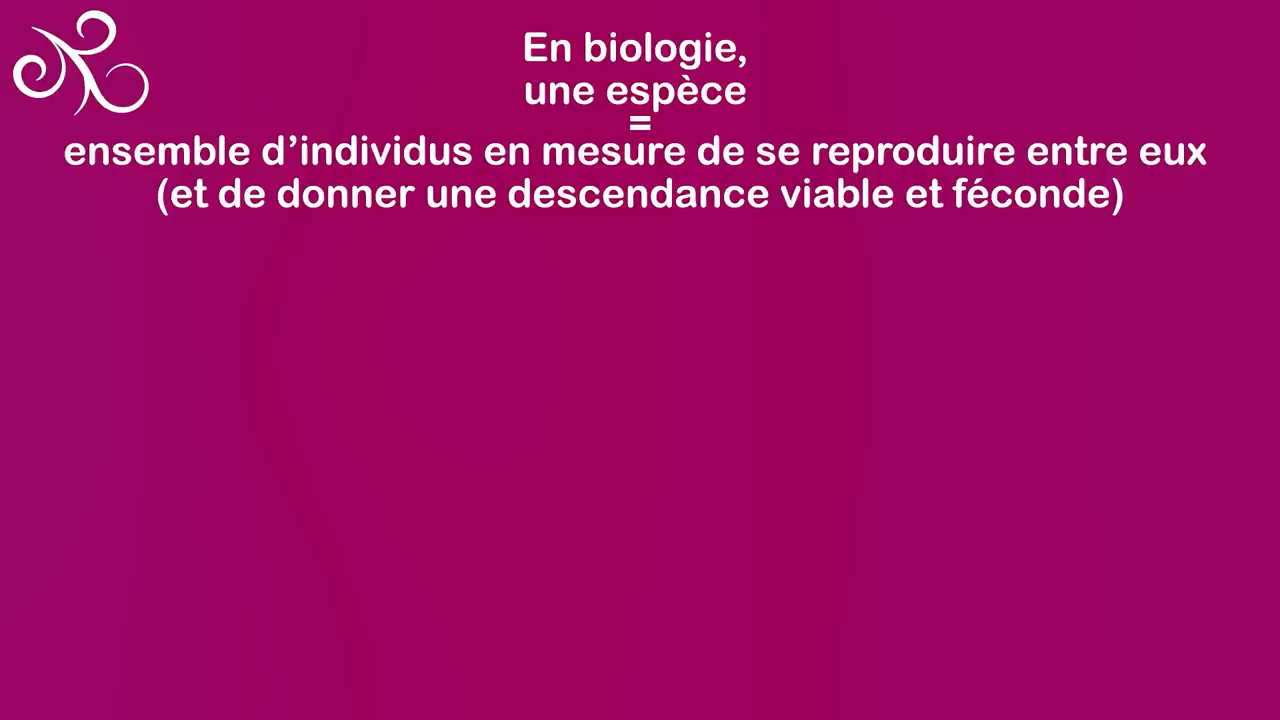 En biologie,
une espèce
=
ensemble d’individus en mesure de se reproduire entre eux
(et de donner une descendance viable et féconde)